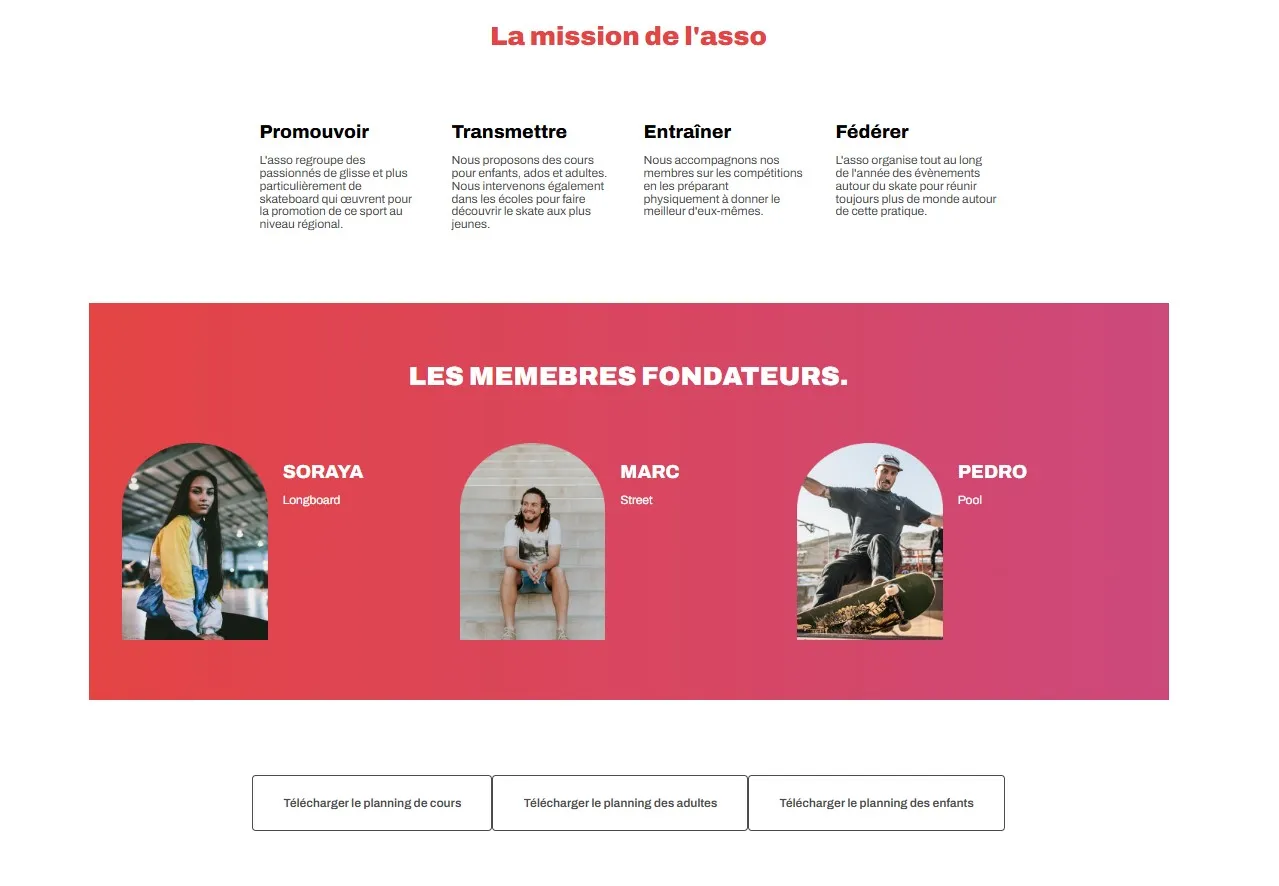 La mission de l'asso
Promouvoir
L'asso regroupe des
passionnés de glisse et plus
particulièrement de
skateboard qui œuvrent pour
la promotion de ce sport au
niveau régional.
Transmettre
Nous proposons des cours
pour enfants, ados et adultes.
Nous intervenons également
dans les écoles pour faire
découvrir le skate aux plus
jeunes.
Entraîner
Nous accompagnons nos
membres sur les compétitions
en les préparant
physiquement à donner le
meilleur d'eux-mêmes.
Fédérer
L'asso organise tout au long
de l'année des évènements
autour du skate pour réunir
toujours plus de monde autour
de cette pratique.
LES MEMEBRES FONDATEURS.
SORAYA
Longboard
MARC
Street
PEDRO
Pool
Télécharger le planning de cours
Télécharger le planning des adultes
Télécharger le planning des enfants